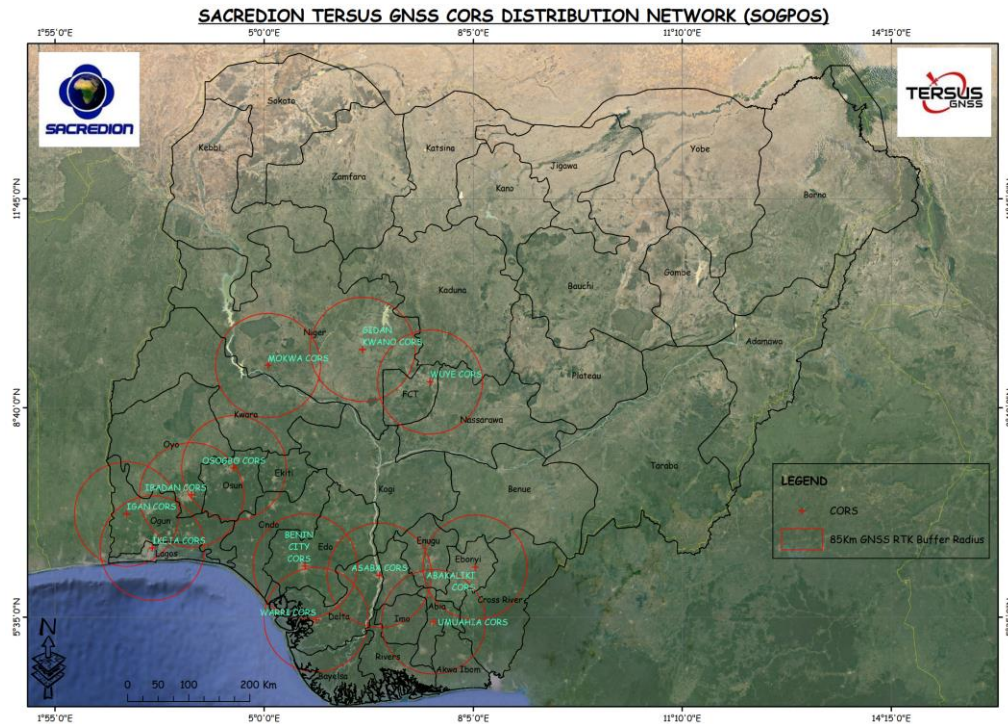 SACREDION TERSUS GNSS CORS DISTRIBUTION NETWORK (SOGPOS)
1°55'0"E 5°0'0"E 8°5'0"E 11°10'0"E 14°15'0"E
SACREDION
TERSUS
GNSS
Sokoto
Kebbi
Zamfara
Katsina
Kano
Jigawa
Yobe
Borno
11°45'0"N
Kaduna
Bauchi
Gombe
Adamawa
Niger
GIDAN
KWANO CORS
MOKWA CORS
WUYE CORS
FCT
Plateau
Nassarawa
8°40'0"N
Kwara
Oyo
OSOGBO CORS
Osun
Ekiti
IBADAN CORS
IGAN CORS
Ogun
IKEJA CORS
Lagos
Kogi
Benue
Taraba
LEGEND
CORS
85Km GNSS RTK Buffer Radius
Ondo
BENIN
CITY
CORS
Edo
ASABA CORS
Enugu
Ebonyi
ABAKALIKI
CORS
Cross River
5°35'0"N
WARRI CORS
Delta
Imo
Abia
UMUAHIA CORS
Rivers
Akwa Ibom
Bayelsa
N
0 50 100 200 Km
1°55'0"E 5°0'0"E 8°5'0"E 11°10'0"E 14°15'0"E